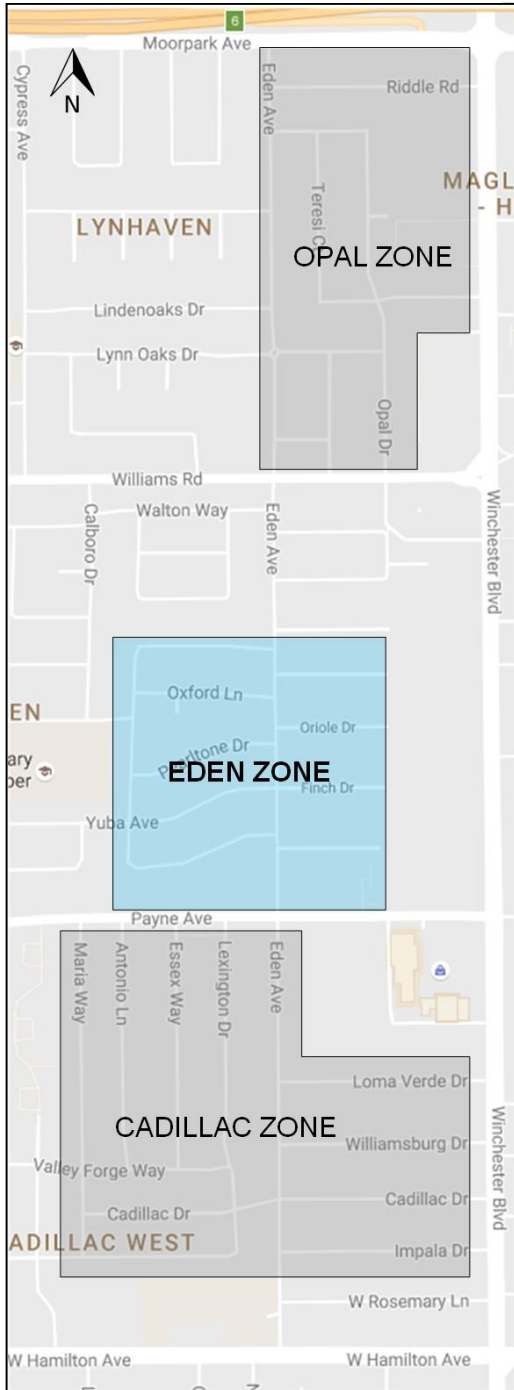 6
Moorpark Ave
N
Cypress Ave
Eden Ave
Riddle Rd
MAGL
- H
Teresi
LYNHAVEN
OPAL ZONE
Lindenoaks Dr
Lynn Oaks Dr
Opal Dr
Williams Rd
Walton Way
Calboro Dr
Eden Ave
Winchester Blvd
Oxford Ln
EN
Oriole Dr
ary
per
EDEN ZONE
Finch Dr
Yuba Ave
Payne Ave
Maria Way
Antonio Ln
Essex Way
Lexington Dr
Eden Ave
Loma Verde Dr
CADILLAC ZONE
Williamsburg Dr
Winchester Blvd
Valley Forge Way
Cadillac Dr
Cadillac Dr
ADILLAC WEST
Impala Dr
W Rosemary Ln
W Hamilton Ave
W Hamilton Ave